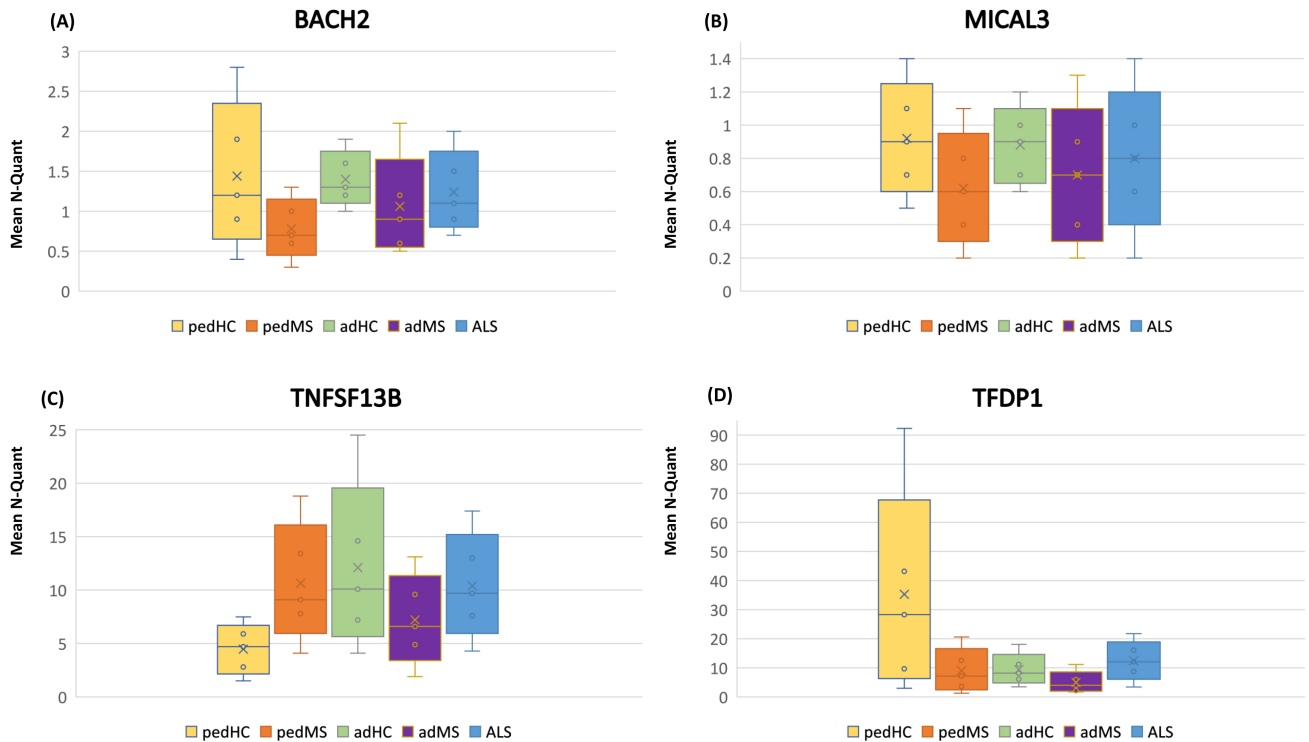 (A) BACH2
Mean N-Quant
3
2.5
2
1.5
1
0.5
0
pedHC pedMS adHC adMS ALS
(B) MICAL3
Mean N-Quant
1.4
1.2
1
0.8
0.6
0.4
0.2
0
pedHC pedMS adHC adMS ALS
(C) TNFSF13B
Mean N-Quant
25
20
15
10
5
0
pedHC pedMS adHC adMS ALS
(D) TFDP1
Mean N-Quant
90
80
70
60
50
40
30
20
10
0
pedHC pedMS adHC adMS ALS